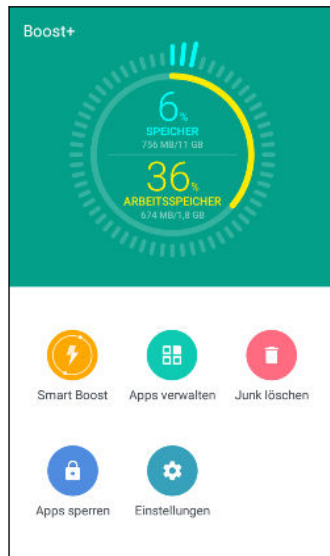 Boost+
6%
SPEICHER
756 MB/11 GB
36%
ARBEITSSPEICHER
674 MB/1,8 GB
Smart Boost Apps verwalten Junk löschen
Apps sperren Einstellungen